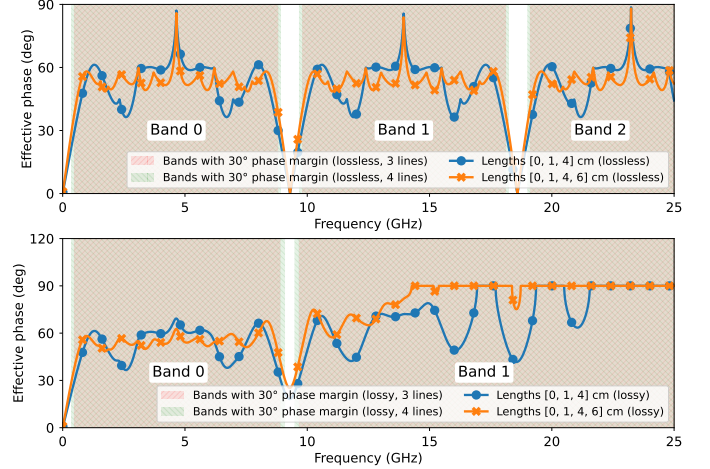 90
60
30
0
Effective phase (deg)
Band 0
Band 1
Band 2
Bands with 30° phase margin (lossless, 3 lines)
Bands with 30° phase margin (lossless, 4 lines)
Lengths [0, 1, 4] cm (lossless)
Lengths [0, 1, 4, 6] cm (lossless)
0 5 10 15 20 25
Frequency (GHz)
120
90
60
30
0
Effective phase (deg)
Band 0
Band 1
Bands with 30° phase margin (lossy, 3 lines)
Bands with 30° phase margin (lossy, 4 lines)
Lengths [0, 1, 4] cm (lossy)
Lengths [0, 1, 4, 6] cm (lossy)
0 5 10 15 20 25
Frequency (GHz)